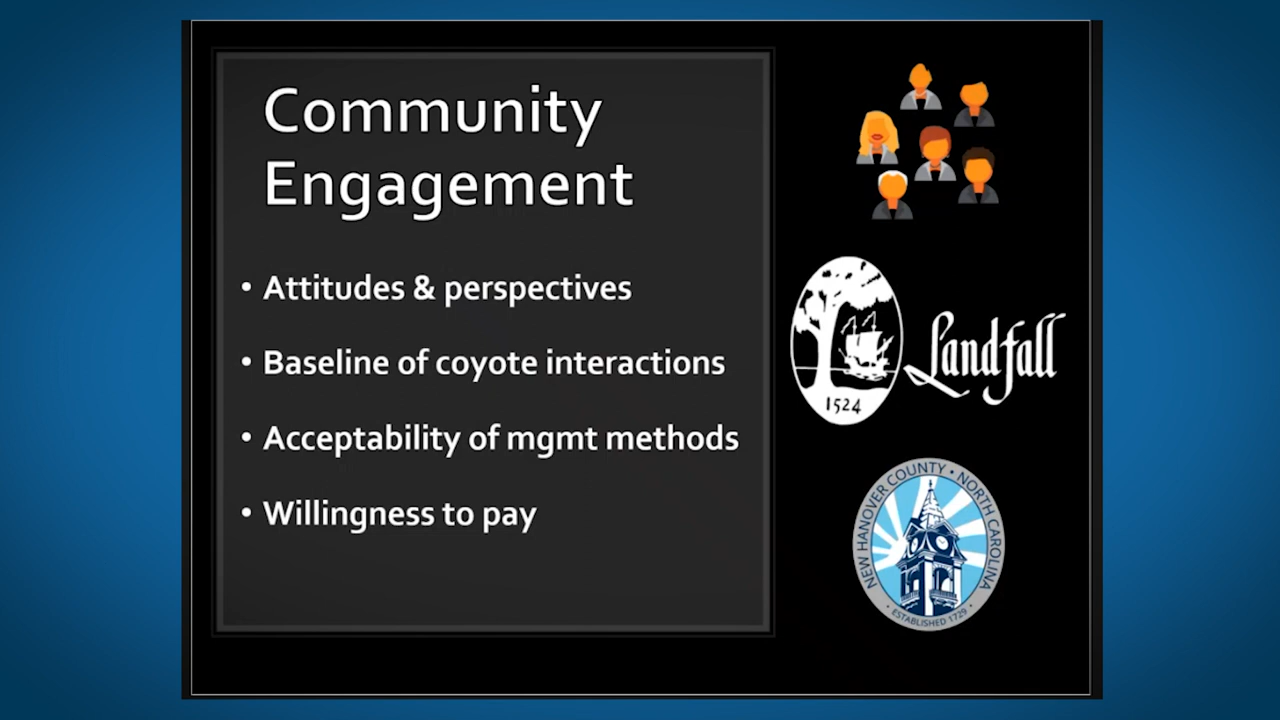 Community
Engagement
• Attitudes & perspectives
• Baseline of coyote interactions
• Acceptability of mgmt methods
• Willingness to pay
1524
Landfall
NEW HANOVER COUNTY • NORTH CAROLINA
• ESTABLISHED 1729 •